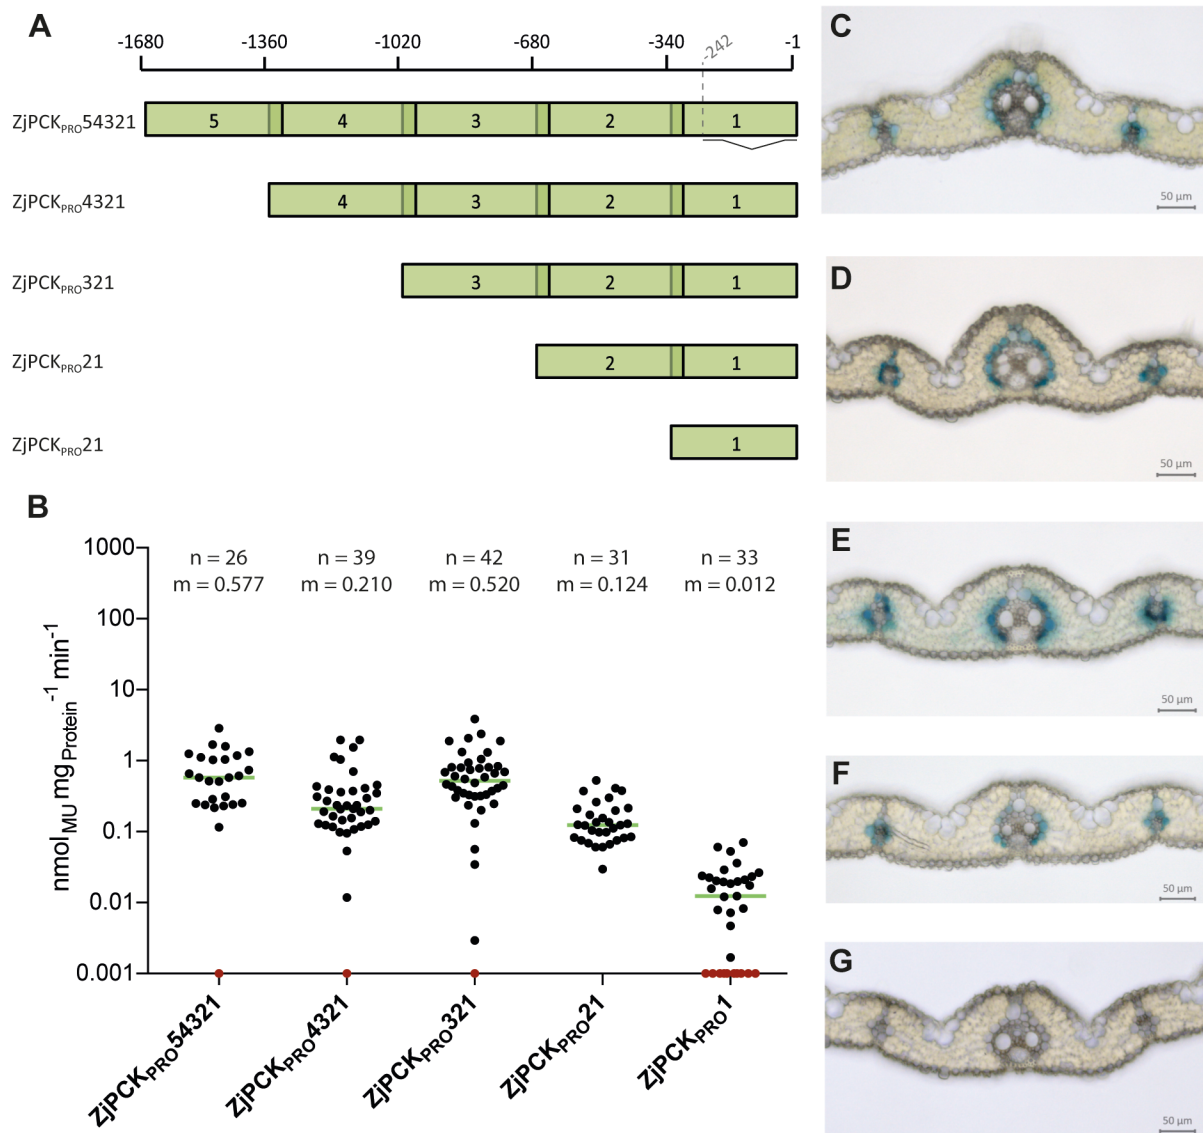 A
-1680 -1360 -1020 -680 -340 -242 -1
ZjPCKPRO54321 5 4 3 2 1
ZjPCKPRO4321 4 3 2 1
ZjPCKPRO321 3 2 1
ZjPCKPRO21 2 1
ZjPCKPRO21 1
B
n = 26 n = 39 n = 42 n = 31 n = 33
m = 0.577 m = 0.210 m = 0.520 m = 0.124 m = 0.012
nmolMU mgProtein-1 min-1
1000
100
10
1
0.1
0.01
0.001
ZjPCKPRO54321
ZjPCKPRO4321
ZjPCKPRO321
ZjPCKPRO21
ZjPCKPRO1
C
50 µm
D
50 µm
E
50 µm
F
50 µm
G
50 µm